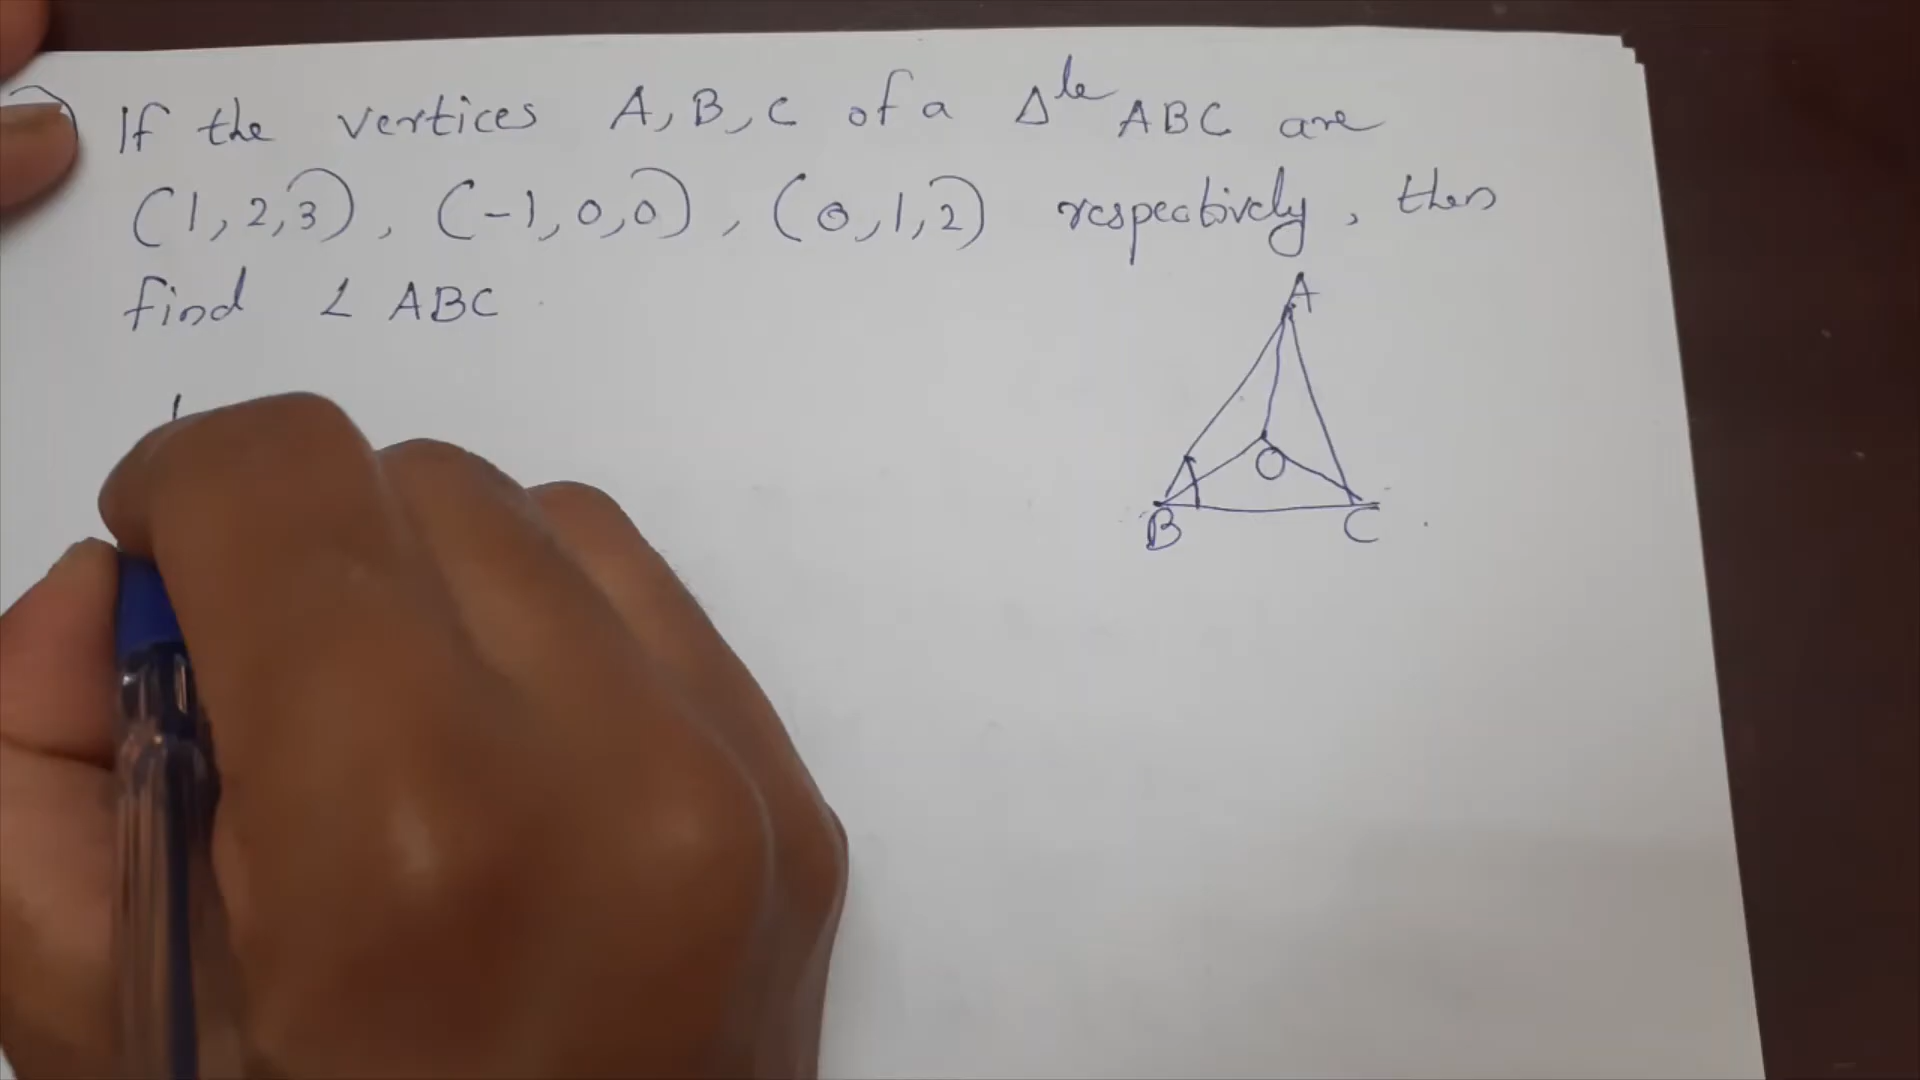 If the vertices A, B, C of a Δle ABC are
(1, 2, 3), (-1, 0, 0), (0, 1, 2) respectively, then
find ∠ ABC
A
O
B C